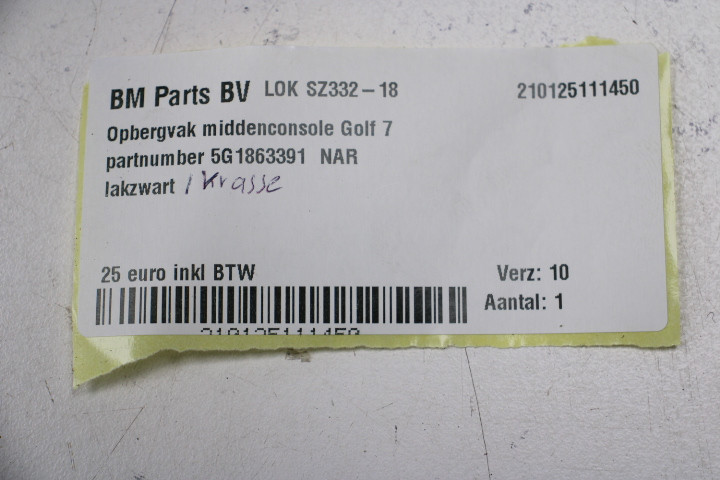 BM Parts BV LOK SZ332-18 210125111450
Opbergvak middenconsole Golf 7
partnumber 5G1863391 NAR
lakzwart / Krasse
25 euro inkl BTW Verz: 10
Aantal: 1
210125111450